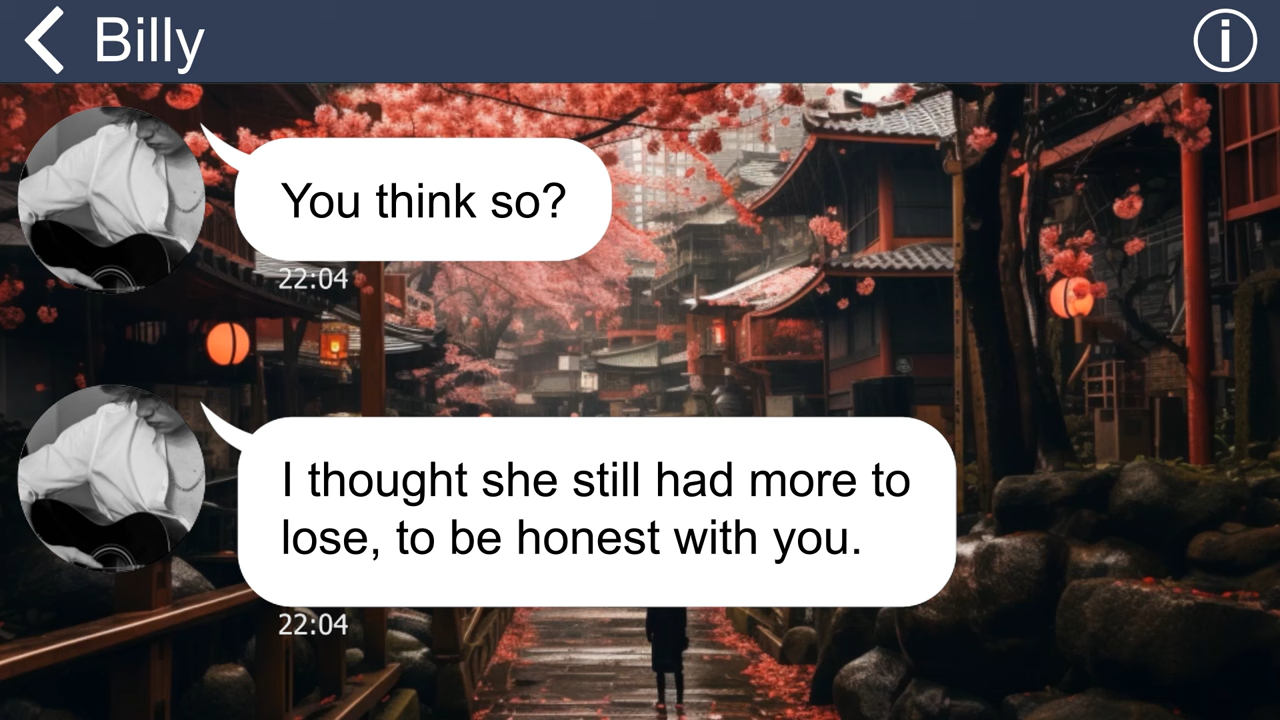 Billy
You think so?
22:04
I thought she still had more to
lose, to be honest with you.
22:04